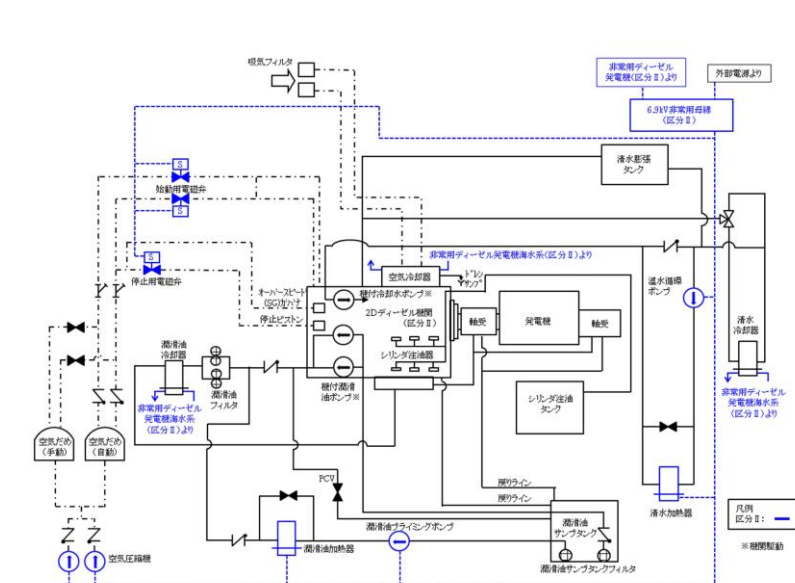 吸気フィルタ
非常用ディーゼル
発電機(区分Ⅱ)より
外部電源より
6.9kV非常用母線
(区分Ⅱ)
清水膨張
タンク
S
始動用電磁弁
S
S
停止用電磁弁
非常用ディーゼル発電機海水系(区分Ⅱ)より
空気冷却器
ドレン
サンプ
オーバースピード
(SG)ガバナ
停止ピストン
機付冷却水ポンプ※
2Dディーゼル機関
(区分Ⅱ)
シリンダ注油器
軸受
発電機
軸受
温水循環
ポンプ
清水
冷却器
潤滑油
冷却器
潤滑油
フィルタ
機付潤滑
油ポンプ※
シリンダ注油
タンク
非常用ディーゼル
発電機海水系
(区分Ⅱ)より
非常用ディーゼル
発電機海水系
(区分Ⅱ)より
空気だめ
(手動)
空気だめ
(自動)
PCV
戻りライン
戻りライン
清水加熱器
凡例
区分Ⅱ:
潤滑油プライミングポンプ
潤滑油
サンプタンク
潤滑油加熱器
潤滑油サンプタンクフィルタ
空気圧縮機
※機関駆動